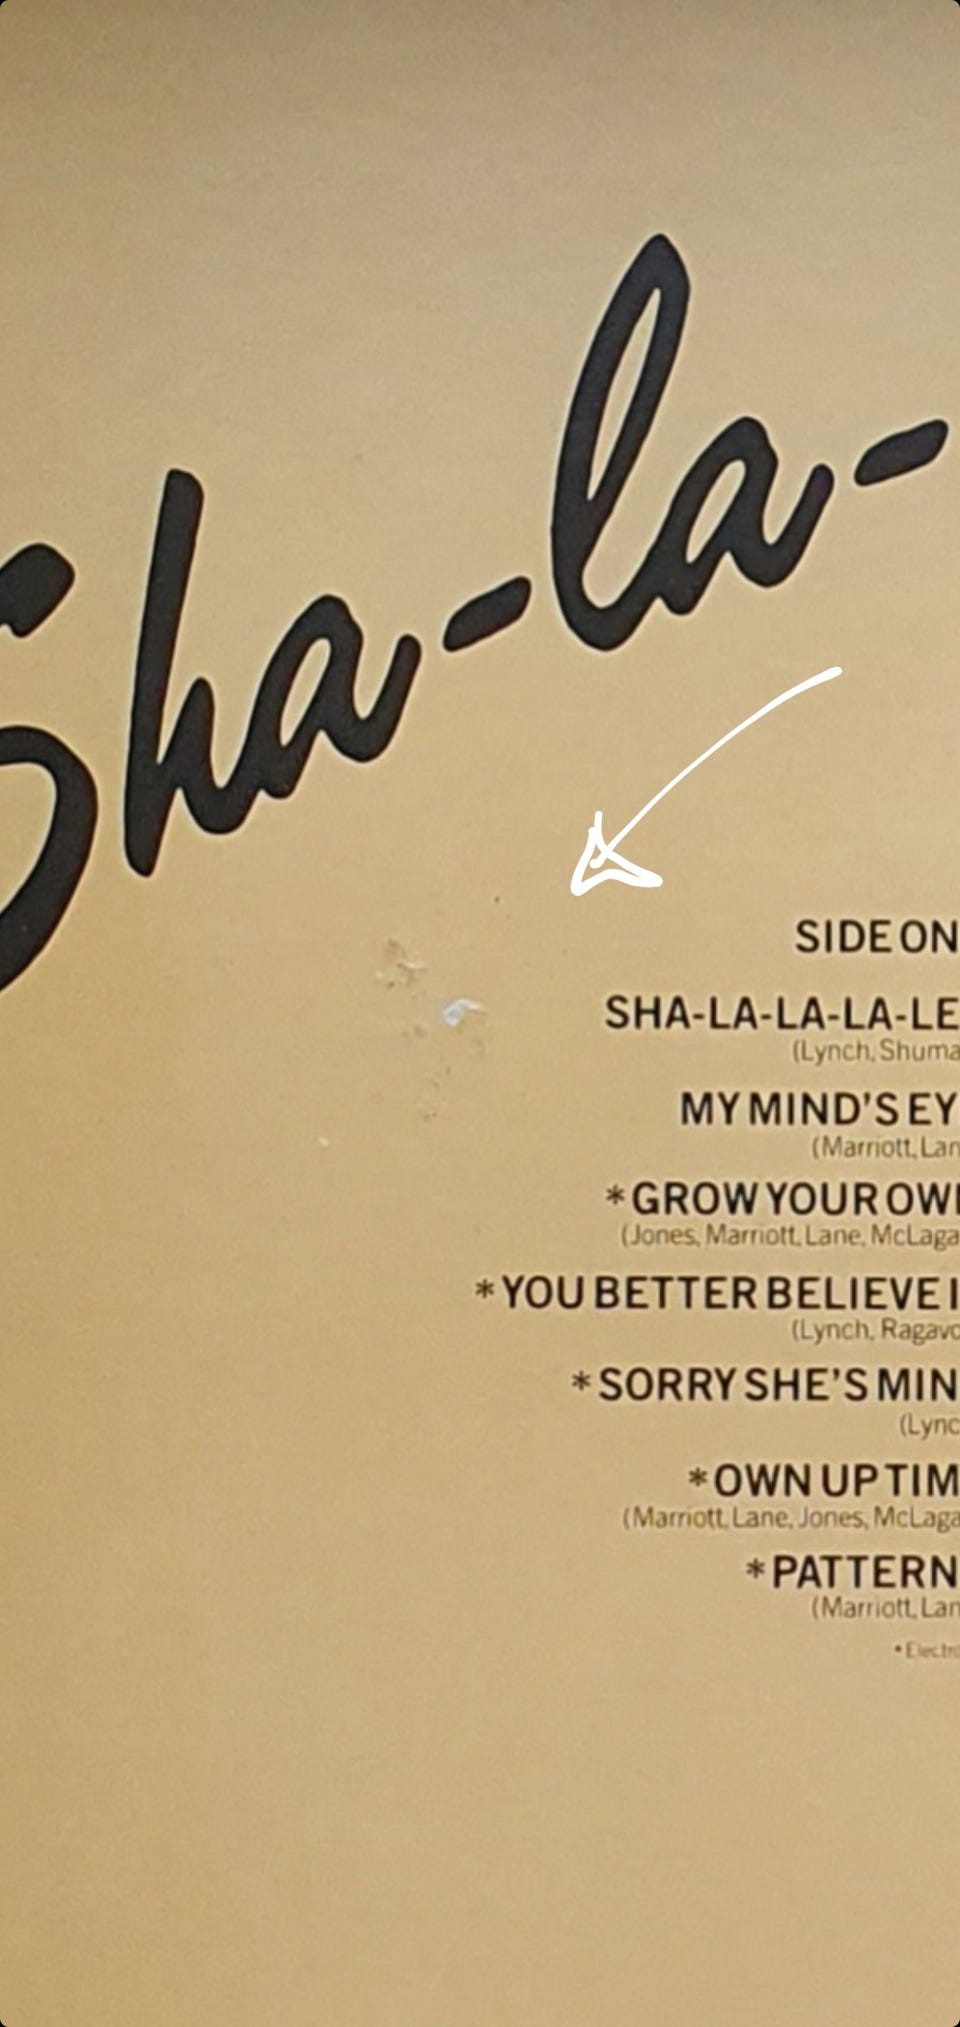 Sha-la-
SIDE ON
SHA-LA-LA-LA-LE
(Lynch, Shuma
MY MIND'S EY
(Marriott, Lan
*GROW YOUR OW
(Jones, Marriott, Lane, McLaga
*YOU BETTER BELIEVE I
(Lynch, Ragavo
*SORRY SHE'S MIN
(Lync
*OWN UP TIM
(Marriott, Lane, Jones, McLaga
*PATTERN
(Marriott, Lan
*Electro